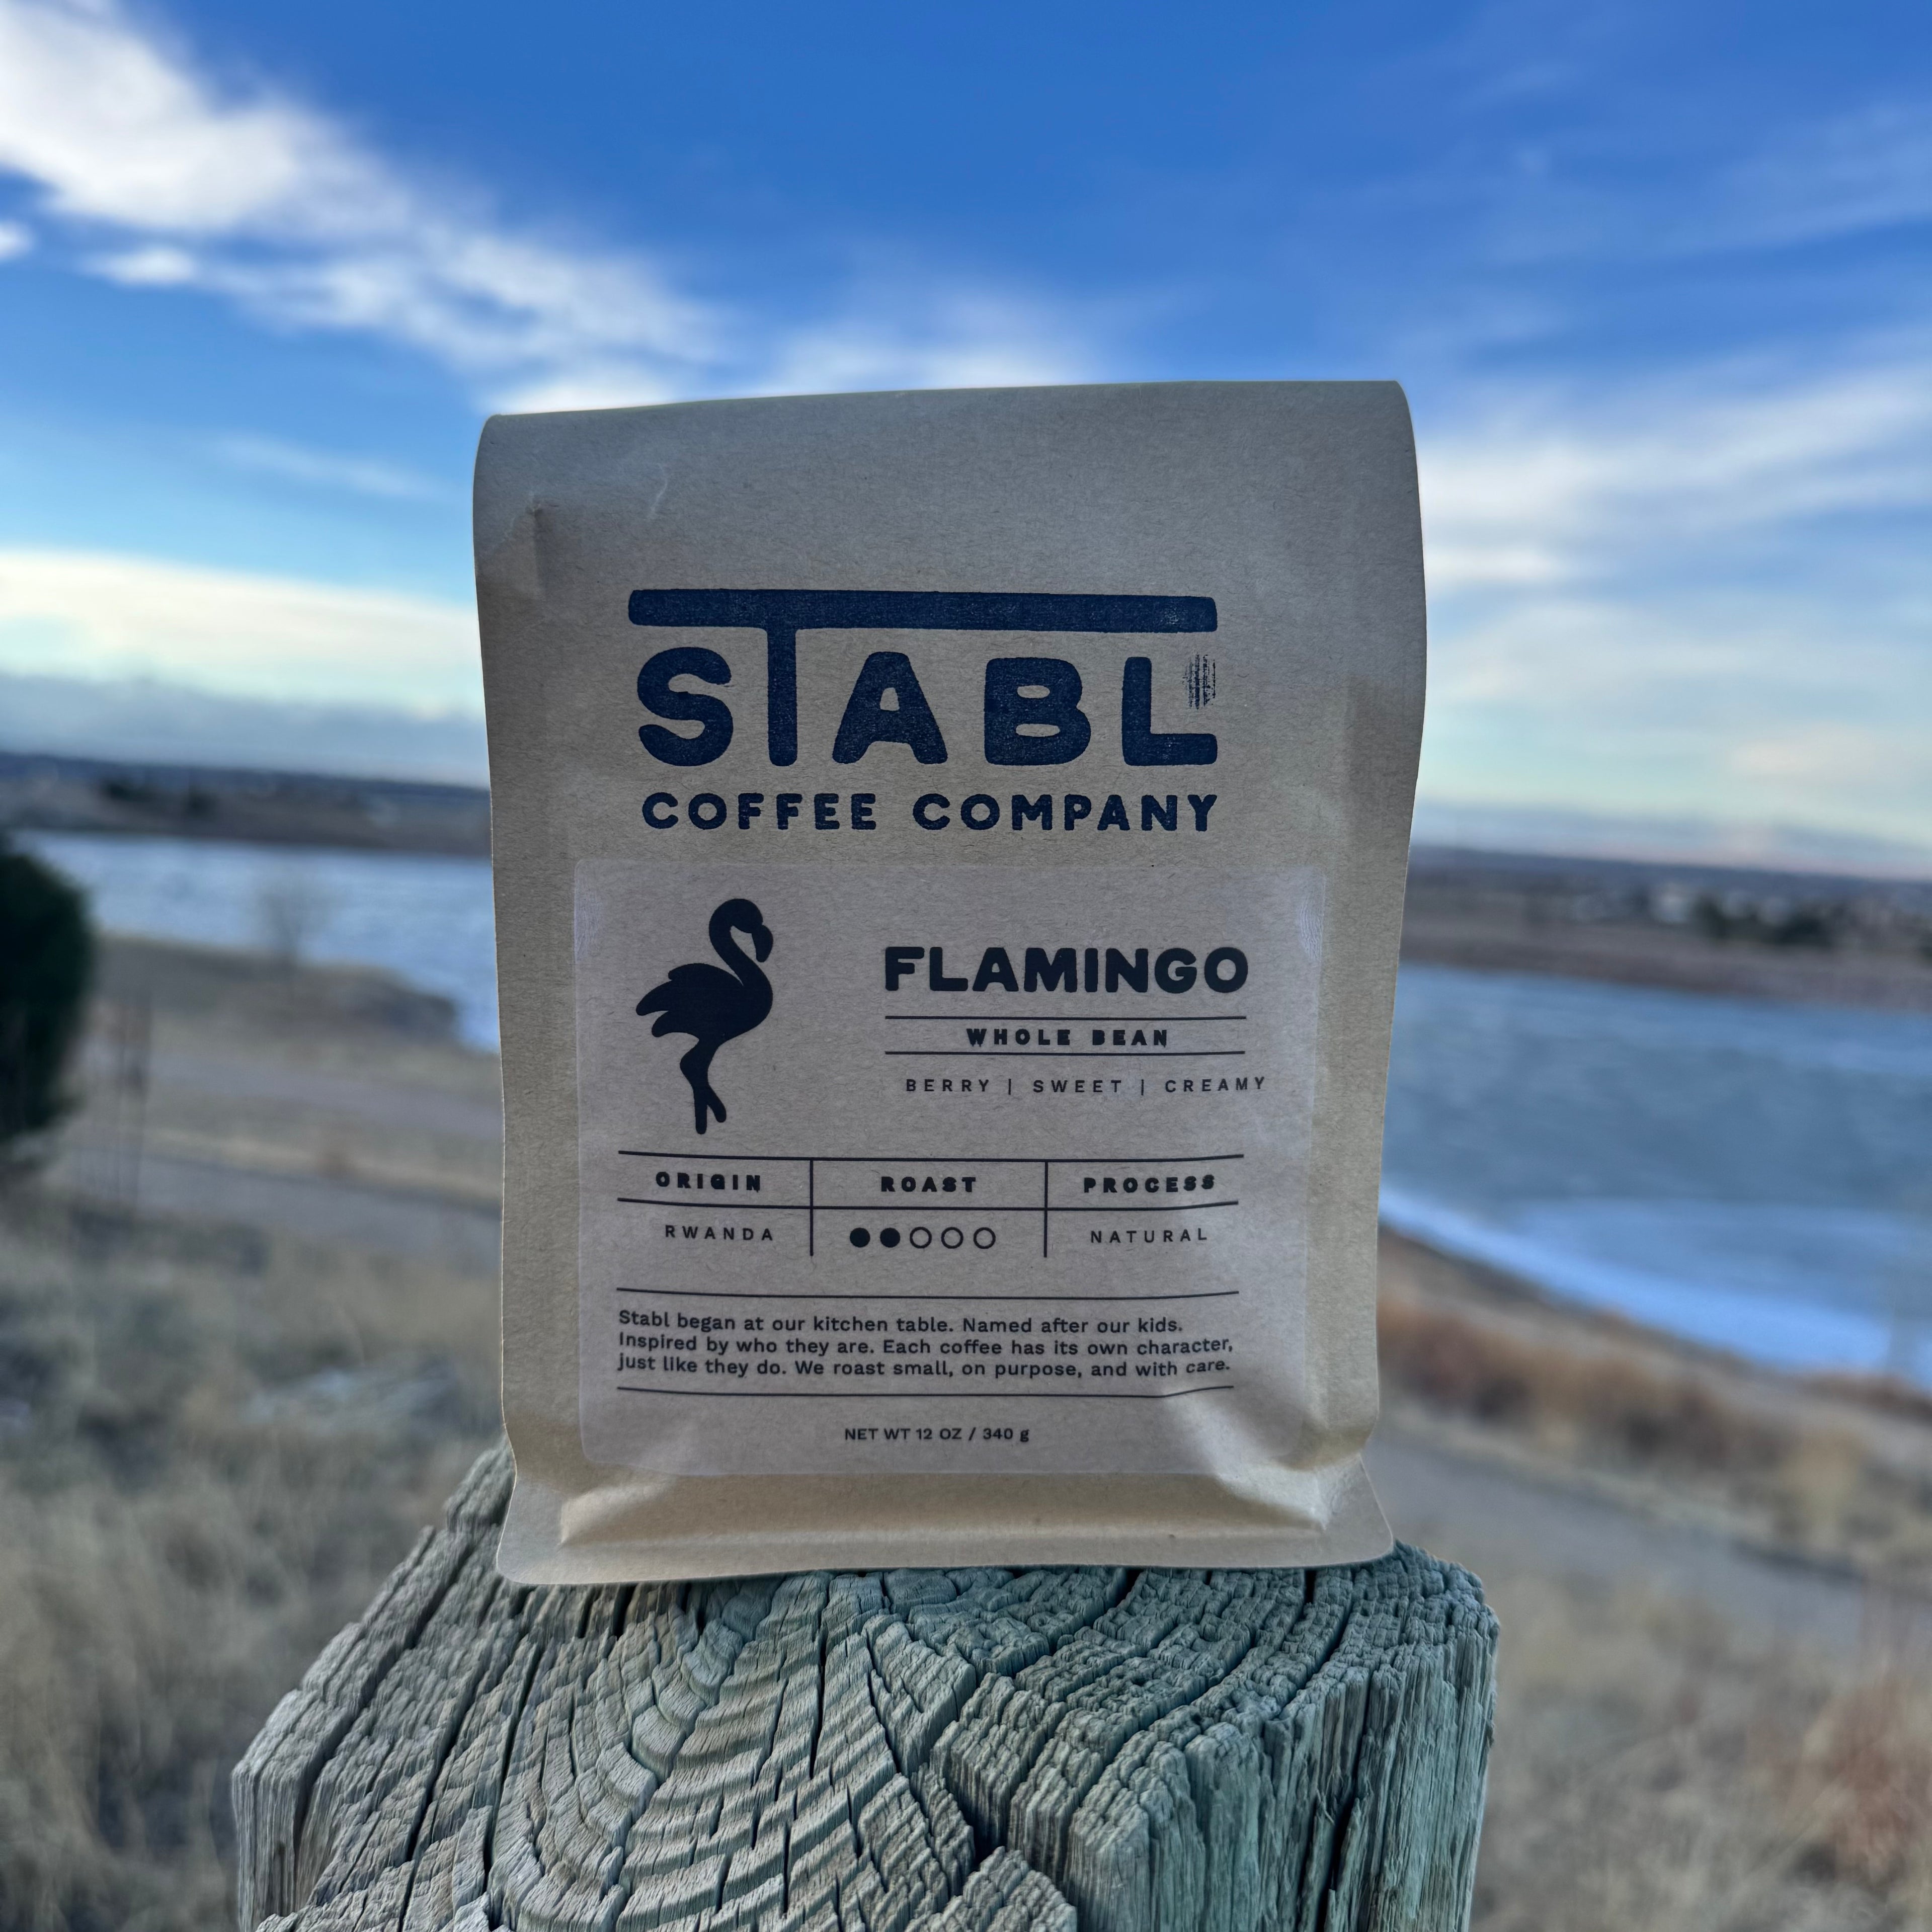 STABL
COFFEE COMPANY
FLAMINGO
WHOLE BEAN
BERRY | SWEET | CREAMY
ORIGIN ROAST PROCESS
RWANDA NATURAL
Stabl began at our kitchen table. Named after our kids.
Inspired by who they are. Each coffee has its own character,
just like they do. We roast small, on purpose, and with care.
NET WT 12 OZ / 340 g